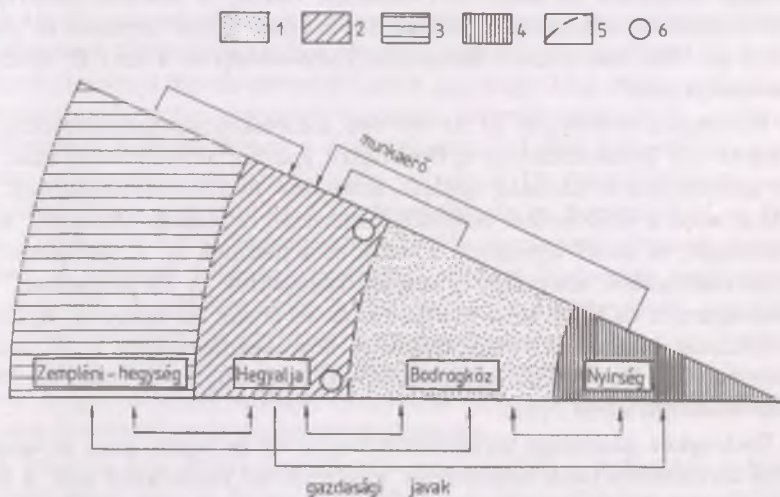 1 2 3 4 5 6
munkaerő
Zempléni-hegység Hegyalja Bodrogköz Nyírség
gazdasági javak